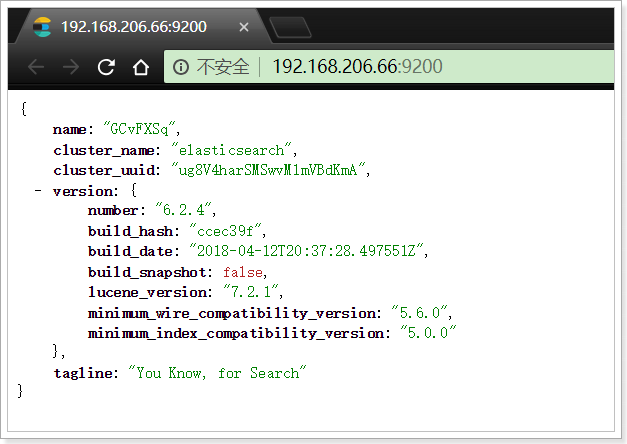 192.168.206.66:9200
不安全 192.168.206.66:9200
{
name: "GCvFXSq",
cluster_name: "elasticsearch",
cluster_uuid: "ug8V4harSMSwvMlmVBdKmA",
- version: {
number: "6.2.4",
build_hash: "ccec39f",
build_date: "2018-04-12T20:37:28.497551Z",
build_snapshot: false,
lucene_version: "7.2.1",
minimum_wire_compatibility_version: "5.6.0",
minimum_index_compatibility_version: "5.0.0"
},
tagline: "You Know, for Search"
}